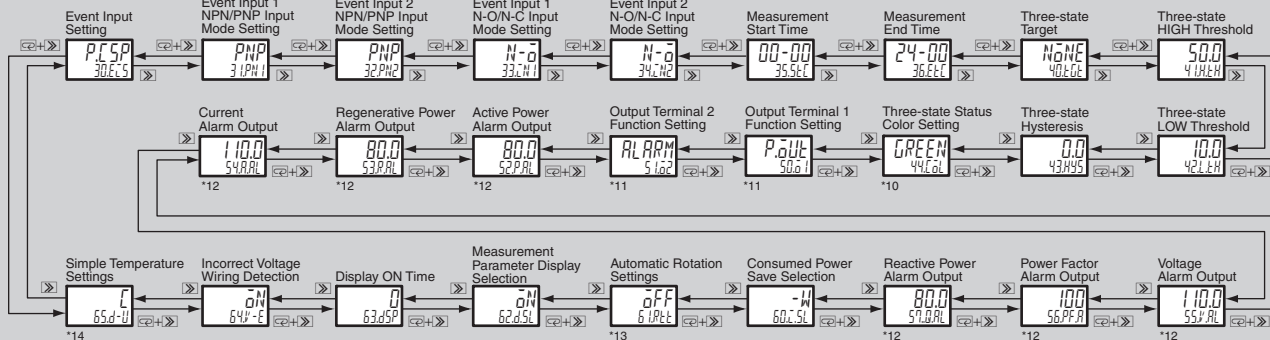 Event Input
Setting
P.CSP
30.EC.S
Event Input 1
NPN/PNP Input
Mode Setting
PNP
31.PN1
Event Input 2
NPN/PNP Input
Mode Setting
PNP
32.PN2
Event Input 1
N-O/N-C Input
Mode Setting
N-o
33.IN1
Event Input 2
N-O/N-C Input
Mode Setting
N-o
34.IN2
Measurement
Start Time
00-00
35.StC
Measurement
End Time
24-00
36.EtC
Three-state
Target
NoNE
40.tGt
Three-state
HIGH Threshold
50.0
41.H.tH
Current
Alarm Output
110.0
54.A.AL
*12
Regenerative Power
Alarm Output
80.0
53.R.AL
*12
Active Power
Alarm Output
80.0
52.P.AL
*12
Output Terminal 2
Function Setting
ALARM
51.o2
*11
Output Terminal 1
Function Setting
P.oUt
50.o1
*11
Three-state Status
Color Setting
GREEN
44.CoL
*10
Three-state
Hysteresis
0.0
43.HYS
Three-state
LOW Threshold
10.0
42.L.tH
Simple Temperature
Settings
C
65.d-U
*14
Incorrect Voltage
Wiring Detection
oN
64.V-E
Display ON Time
0
63.dSP
Measurement
Parameter Display
Selection
oN
62.d.SL
Automatic Rotation
Settings
oFF
61.Rtt
*13
Consumed Power
Save Selection
-W
60.I.SL
Reactive Power
Alarm Output
80.0
57.Q.AL
*12
Power Factor
Alarm Output
100
56.PF.A
*12
Voltage
Alarm Output
110.0
55.V.AL
*12